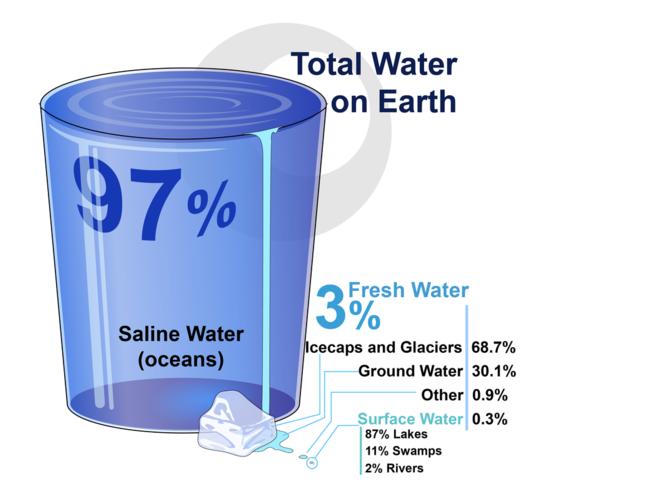 Total Water
on Earth
97%
Saline Water
(oceans)
3%
Fresh Water
Icecaps and Glaciers 68.7%
Ground Water 30.1%
Other 0.9%
Surface Water 0.3%
87% Lakes
11% Swamps
2% Rivers